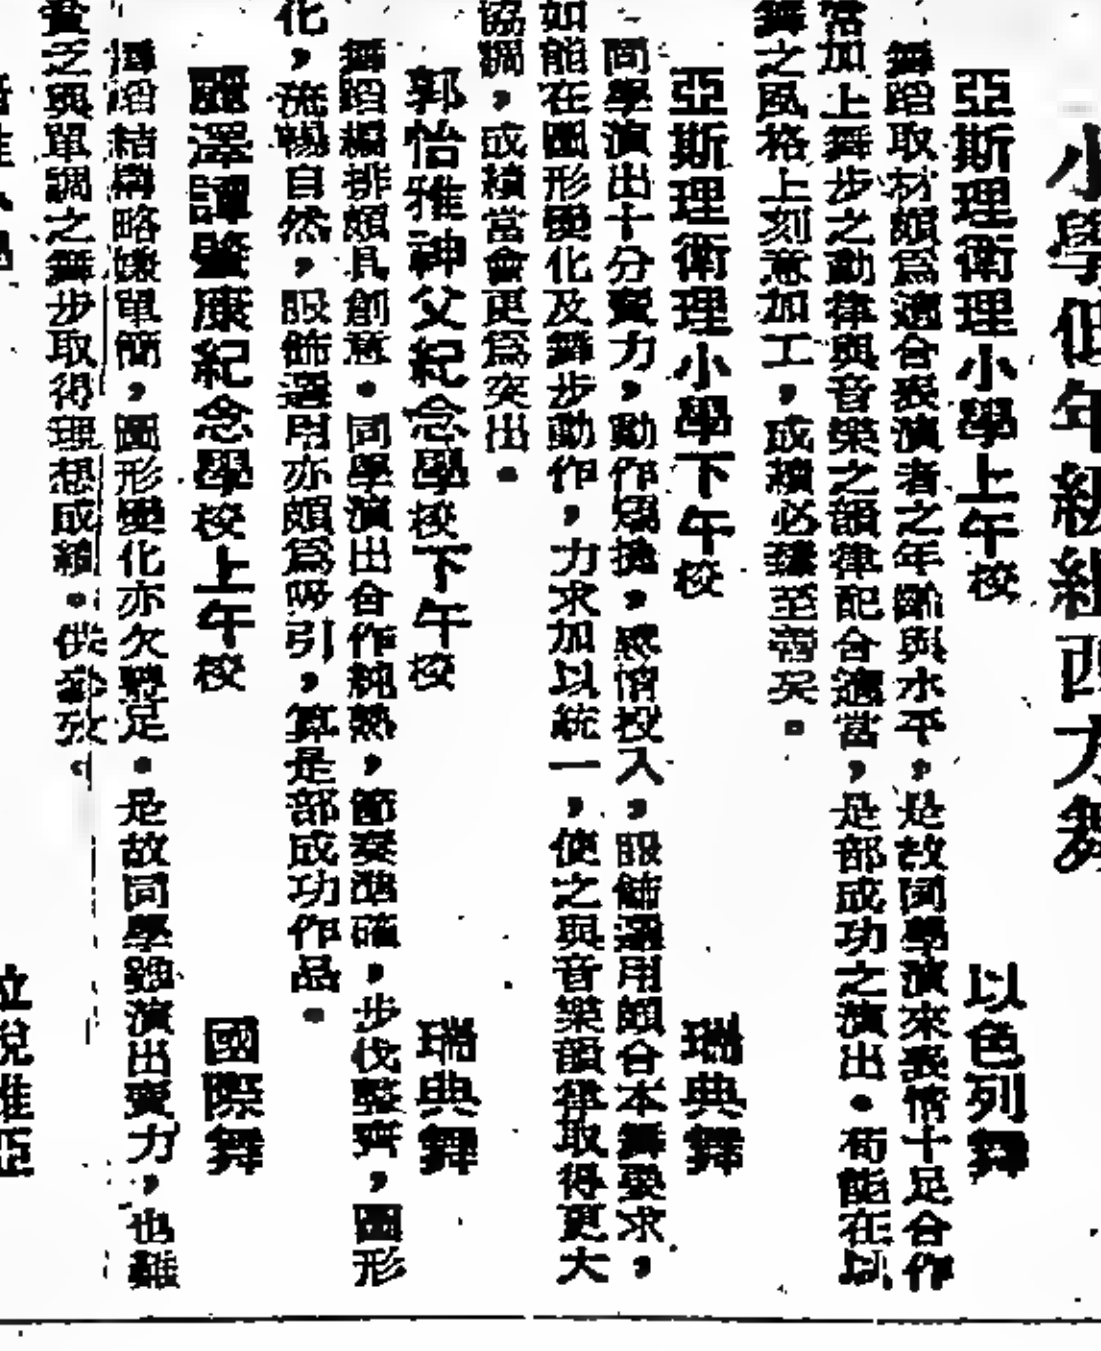 小學低年級組西方舞
亞斯理衛理小學上午校 以色列舞
舞蹈取材頗爲適合表演者之年齡與水平，是故同學演來表情十足合作
當加上舞步之動律與音樂之韻律配合適當，是部成功之演出。苟能在以
舞之風格上刻意加工，成績必臻至善矣。
亞斯理衛理小學下午校 瑞典舞
同學演出十分賣力，動作爽，感情投入，服飾選用頗合本舞要求，
如能在圖形變化及舞步動作，力求加以統一，使之與音樂韻律取得更大
協調，成績當會更爲突出。
郭怡雅神父紀念學校下午校 瑞典舞
舞蹈編排頗具創意。同學演出合作純熟，節奏準確，步伐整齊，圖形
化，流暢自然，服飾選用亦頗爲吸引，算是部成功作品。
麗澤譚肇康紀念學校上午校 國際舞
舞蹈結構略嫌單簡，圖形變化亦欠豐足。是故同學雖演出賣力，也難
貧乏與單調之舞步取得理想成績。供參考。